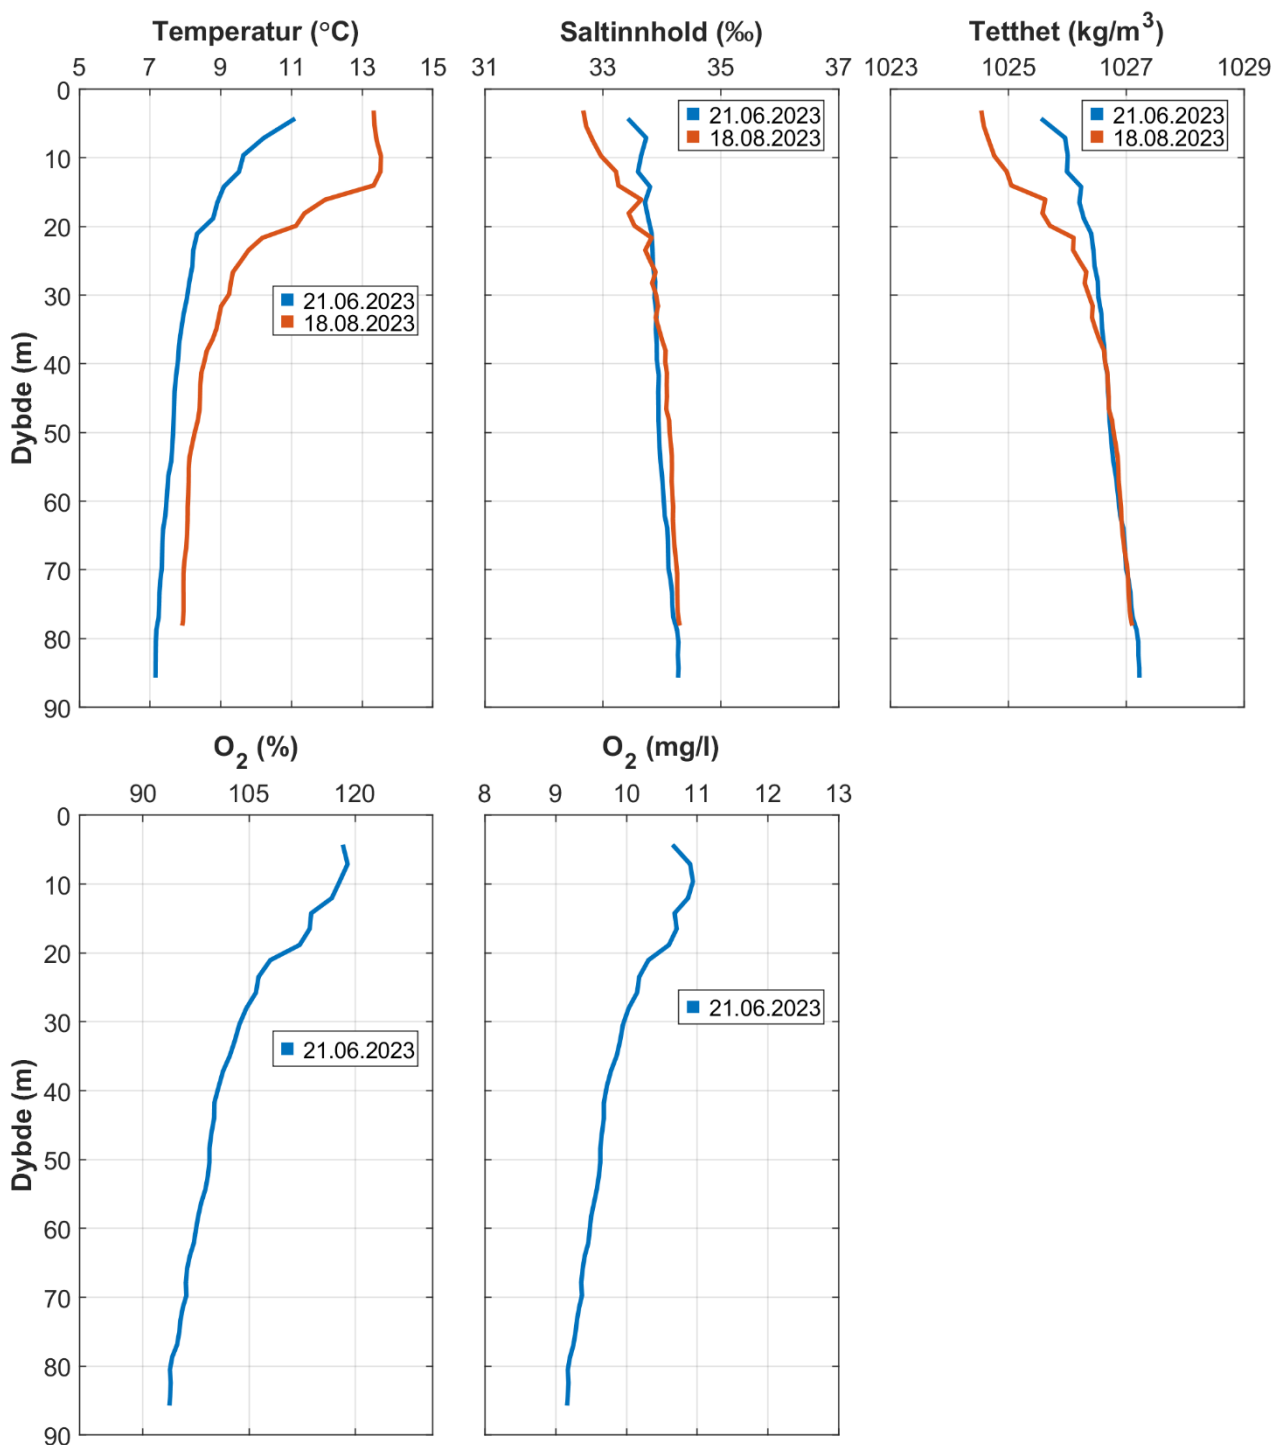 Temperatur (°C)
5 7 9 11 13 15
0
10
20
30
40
50
60
70
80
90
Dybde (m)
21.06.2023
18.08.2023
Saltinnhold (‰)
31 33 35 37
21.06.2023
18.08.2023
Tetthet (kg/m³)
1023 1025 1027 1029
21.06.2023
18.08.2023
O₂ (%)
90 105 120
0
10
20
30
40
50
60
70
80
90
Dybde (m)
21.06.2023
O₂ (mg/l)
8 9 10 11 12 13
21.06.2023